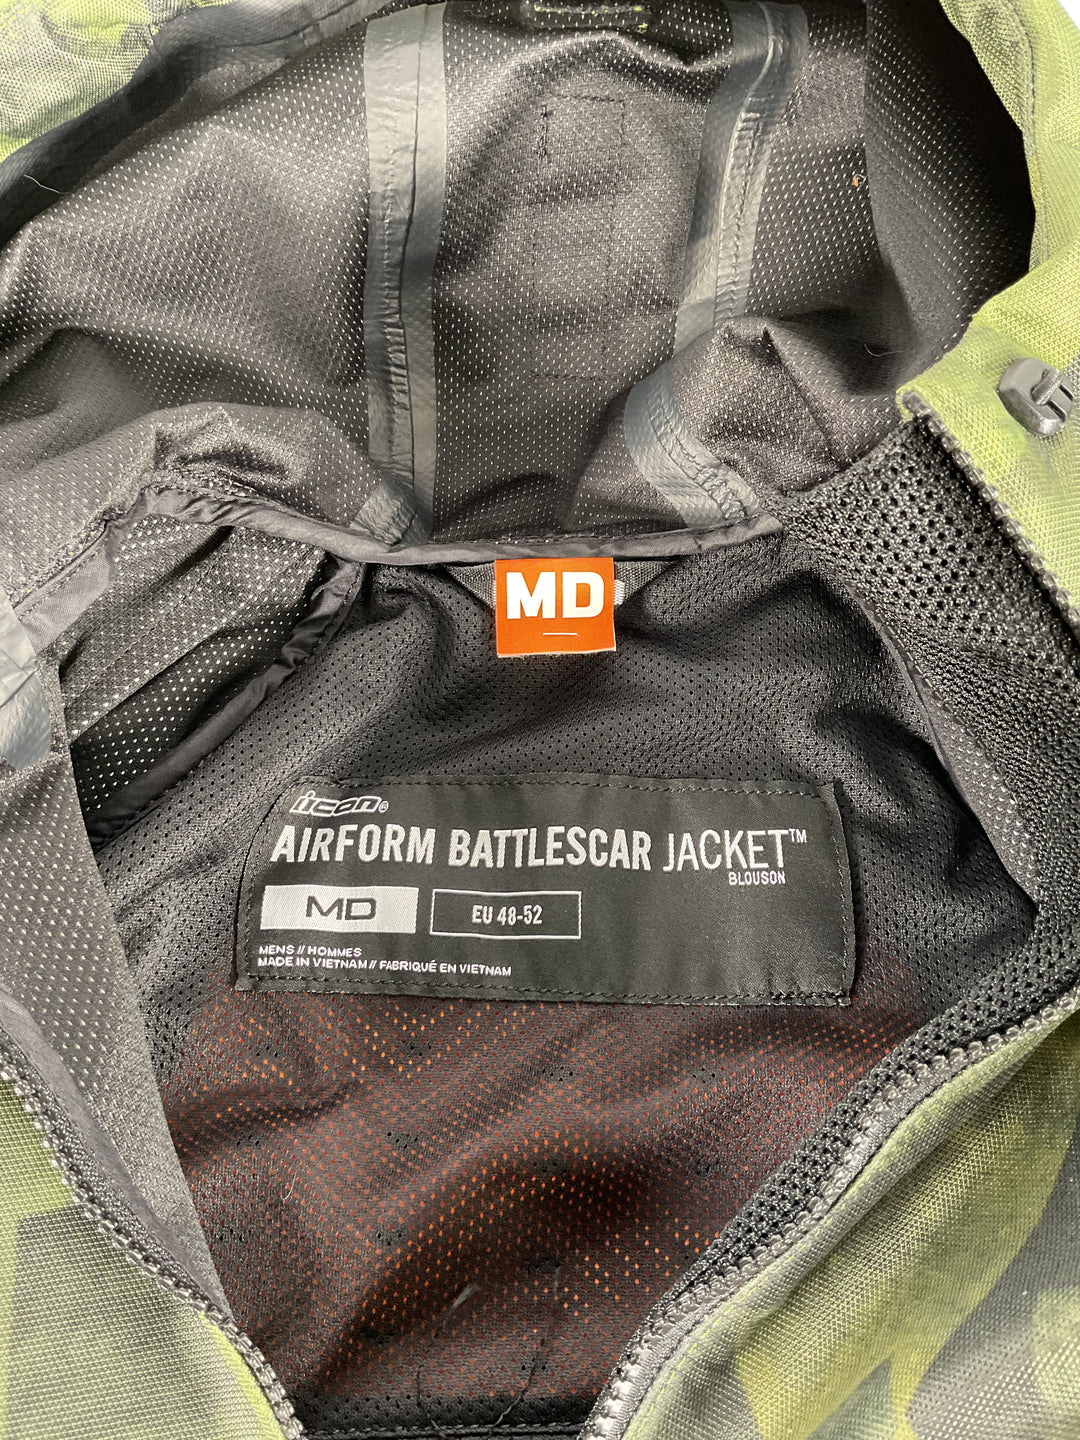 MD
icon®
AIRFORM BATTLESCAR JACKET™
BLOUSON
MD EU 48-52
MENS // HOMMES
MADE IN VIETNAM // FABRIQUÉ EN VIETNAM